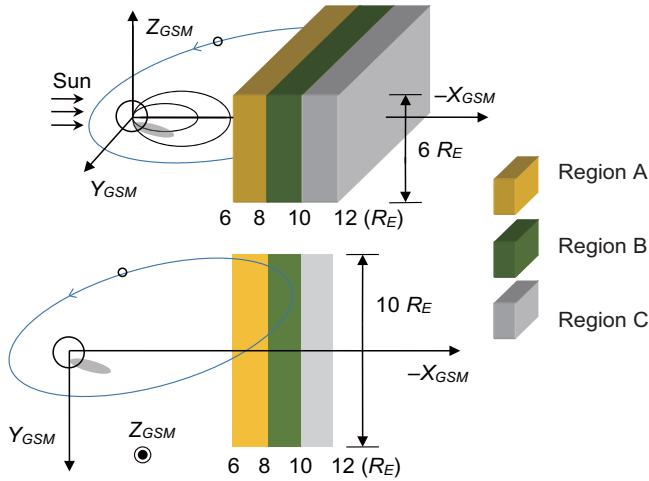 Z_GSM
Sun
–X_GSM
6 R_E
Y_GSM
6 8 10 12 (R_E)
Region A
Region B
Region C
10 R_E
–X_GSM
Y_GSM
Z_GSM
6 8 10 12 (R_E)